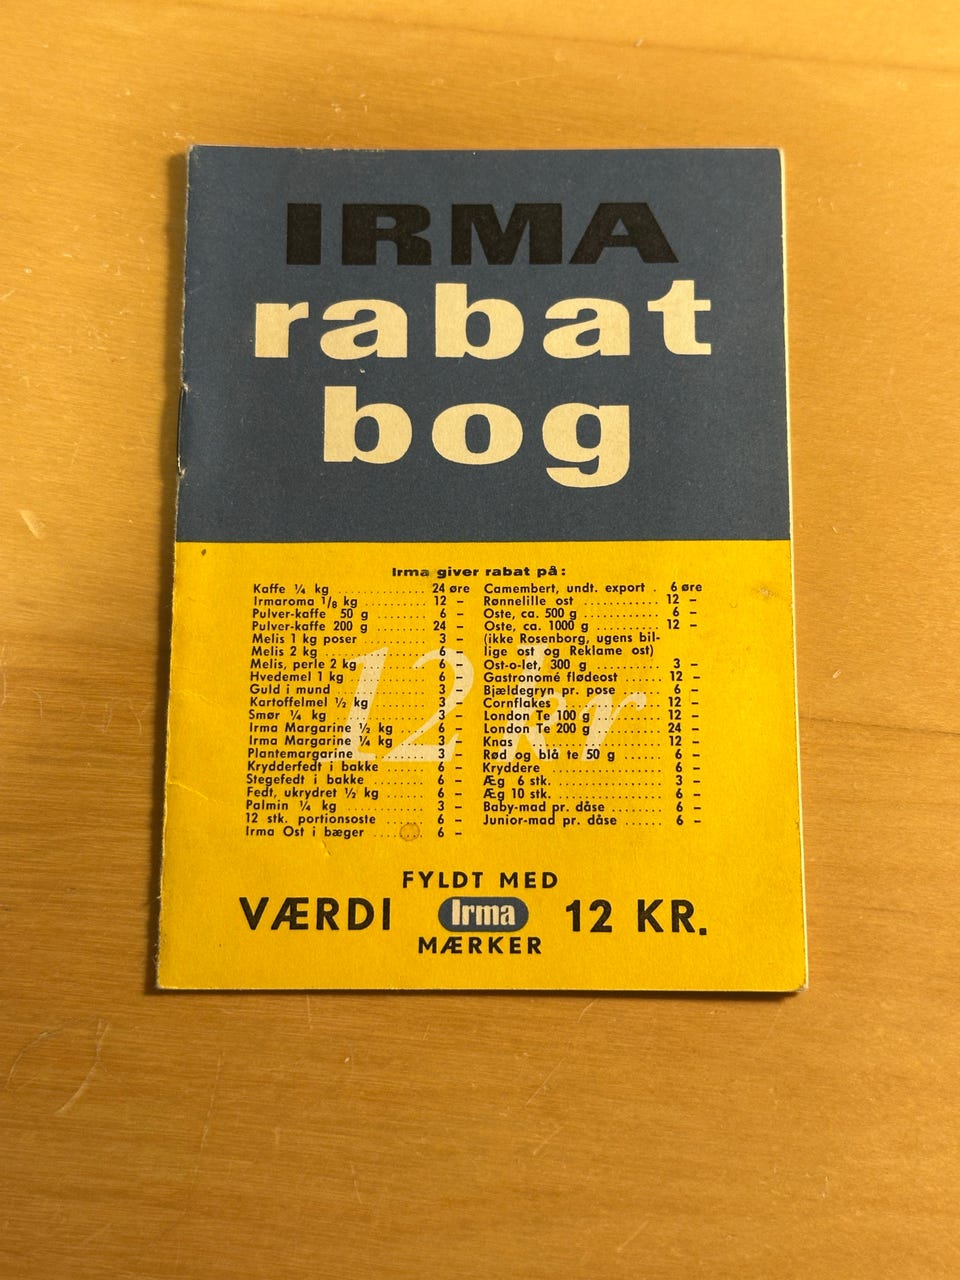 IRMA
rabat
bog
Irma giver rabat på:
Kaffe ¼ kg ............ 24 øre
Irmaroma 1/8 kg ........ 12 –
Pulver-kaffe 50 g ...... 6 –
Pulver-kaffe 200 g ..... 24 –
Melis 1 kg poser ....... 3 –
Melis 2 kg ............. 6 –
Melis, perle 2 kg ...... 6 –
Hvedemel 1 kg .......... 6 –
Guld i mund ............ 3 –
Kartoffelmel ½ kg ...... 3 –
Smør ¼ kg .............. 3 –
Irma Margarine ½ kg .... 6 –
Irma Margarine ¼ kg .... 3 –
Plantemargarine ........ 3 –
Krydderfedt i bakke .... 6 –
Stegefedt i bakke ...... 6 –
Fedt, ukrydret ½ kg .... 6 –
Palmin ¼ kg ............ 3 –
12 stk. portionsoste ... 6 –
Irma Ost i bæger ....... 6 –
Camembert, undt. export . 6 øre
Rønnelille ost ......... 12 –
Oste, ca. 500 g ........ 6 –
Oste, ca. 1000 g ....... 12 –
(ikke Rosenborg, ugens bil-
lige ost og Reklame ost)
Ost-o-let, 300 g ....... 3 –
Gastronomé flødeost .... 12 –
Bjældegryn pr. pose .... 6 –
Cornflakes ............. 12 –
London Te 100 g ........ 12 –
London Te 200 g ........ 24 –
Knas ................... 12 –
Rød og blå te 50 g ..... 6 –
Kryddere ............... 6 –
Æg 6 stk. .............. 3 –
Æg 10 stk. ............. 6 –
Baby-mad pr. dåse ...... 6 –
Junior-mad pr. dåse .... 6 –
12 kr
FYLDT MED
VÆRDI Irma 12 KR.
MÆRKER